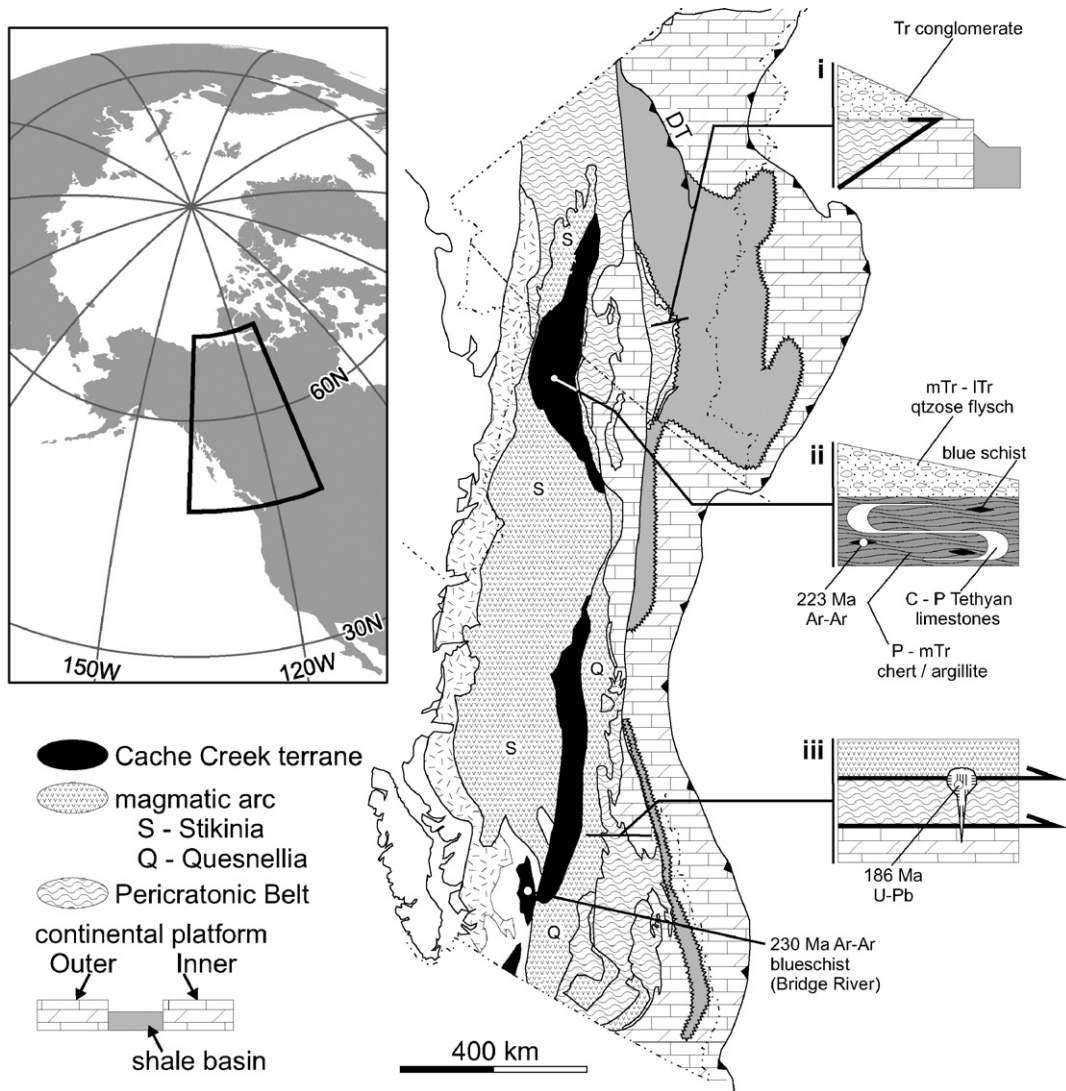 60N
30N
150W
120W
Cache Creek terrane
magmatic arc
S - Stikinia
Q - Quesnellia
Pericratonic Belt
continental platform
Outer
Inner
shale basin
400 km
DT
S
S
S
Q
Q
i
Tr conglomerate
ii
mTr - lTr
qtzose flysch
blue schist
223 Ma
Ar-Ar
C - P Tethyan
limestones
P - mTr
chert / argillite
iii
186 Ma
U-Pb
230 Ma Ar-Ar
blueschist
(Bridge River)